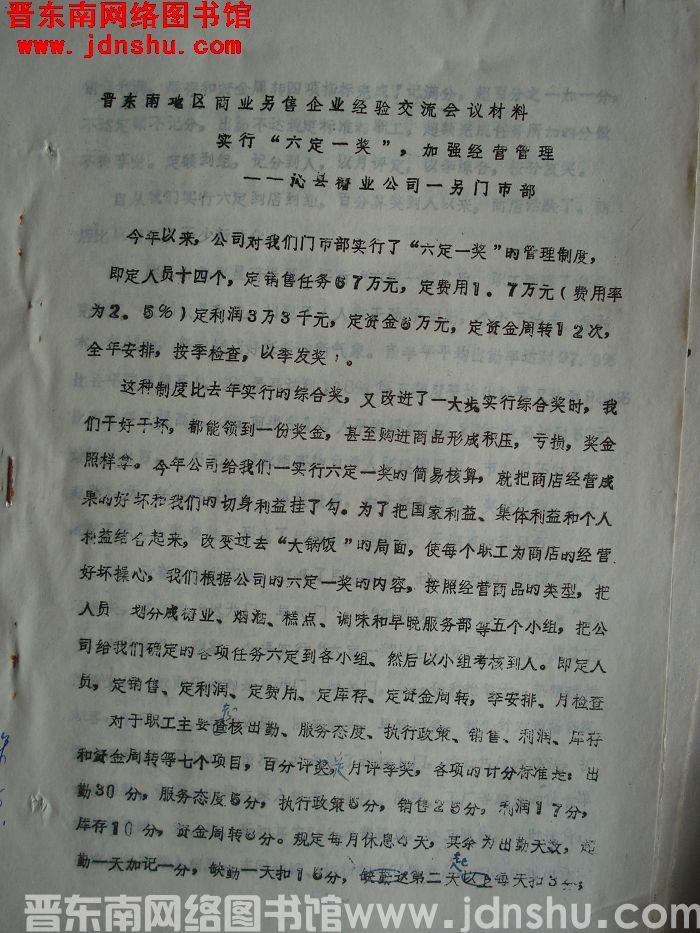 晋东南网络图书馆
www.jdnshu.com
晋东南地区商业另售企业经验交流会议材料
实行“六定一奖”，加强经营管理
——沁县糖业公司一另门市部
今年以来，公司对我们门市部实行了“六定一奖”的管理制度，
即定人员十四个，定销售任务67万元，定费用1。7万元（费用率
为2。5%）定利润3万3千元，定资金6万元，定资金周转12次，
全年安排，按季检查，以季发奖；。
这种制度比去年实行的综合奖，又改进了一大步实行综合奖时，我
们干好干坏，都能领到一份奖金，甚至购进商品形成积压，亏损，奖金
照样拿。今年公司给我们一实行六定一奖的简易核算，就把商店经营成
果的好坏和我们的切身利益挂了勾。为了把国家利益、集体利益和个人
利益结合起来，改变过去“大锅饭”的局面，使每个职工为商店的经营
好坏操心，我们根据公司的六定一奖的内容，按照经营商品的类型，把
人员 划分成糖业、烟酒、糕点、调味和早晚服务部等五个小组，把公
司给我们确定的各项任务六定到各小组、然后以小组考核到人。即定人
员，定销售、定利润、定费用、定库存、定资金周转，季安排、月检查
对于职工主要查核出勤、服务态度、执行政策、销售、利润、库存
和资金周转等七个项目，百分评奖，月评季奖，各项的计分标准是：出
勤30分，服务态度5分，执行政策5分，销售25分，利润17分，
库存10分，资金周转8分。规定每月休息4天，其余为出勤天数，超
勤一天加记一分，缺勤一天扣15分，缺勤达第二天以上每天扣3分；
晋东南网络图书馆 www.jdnshu.com